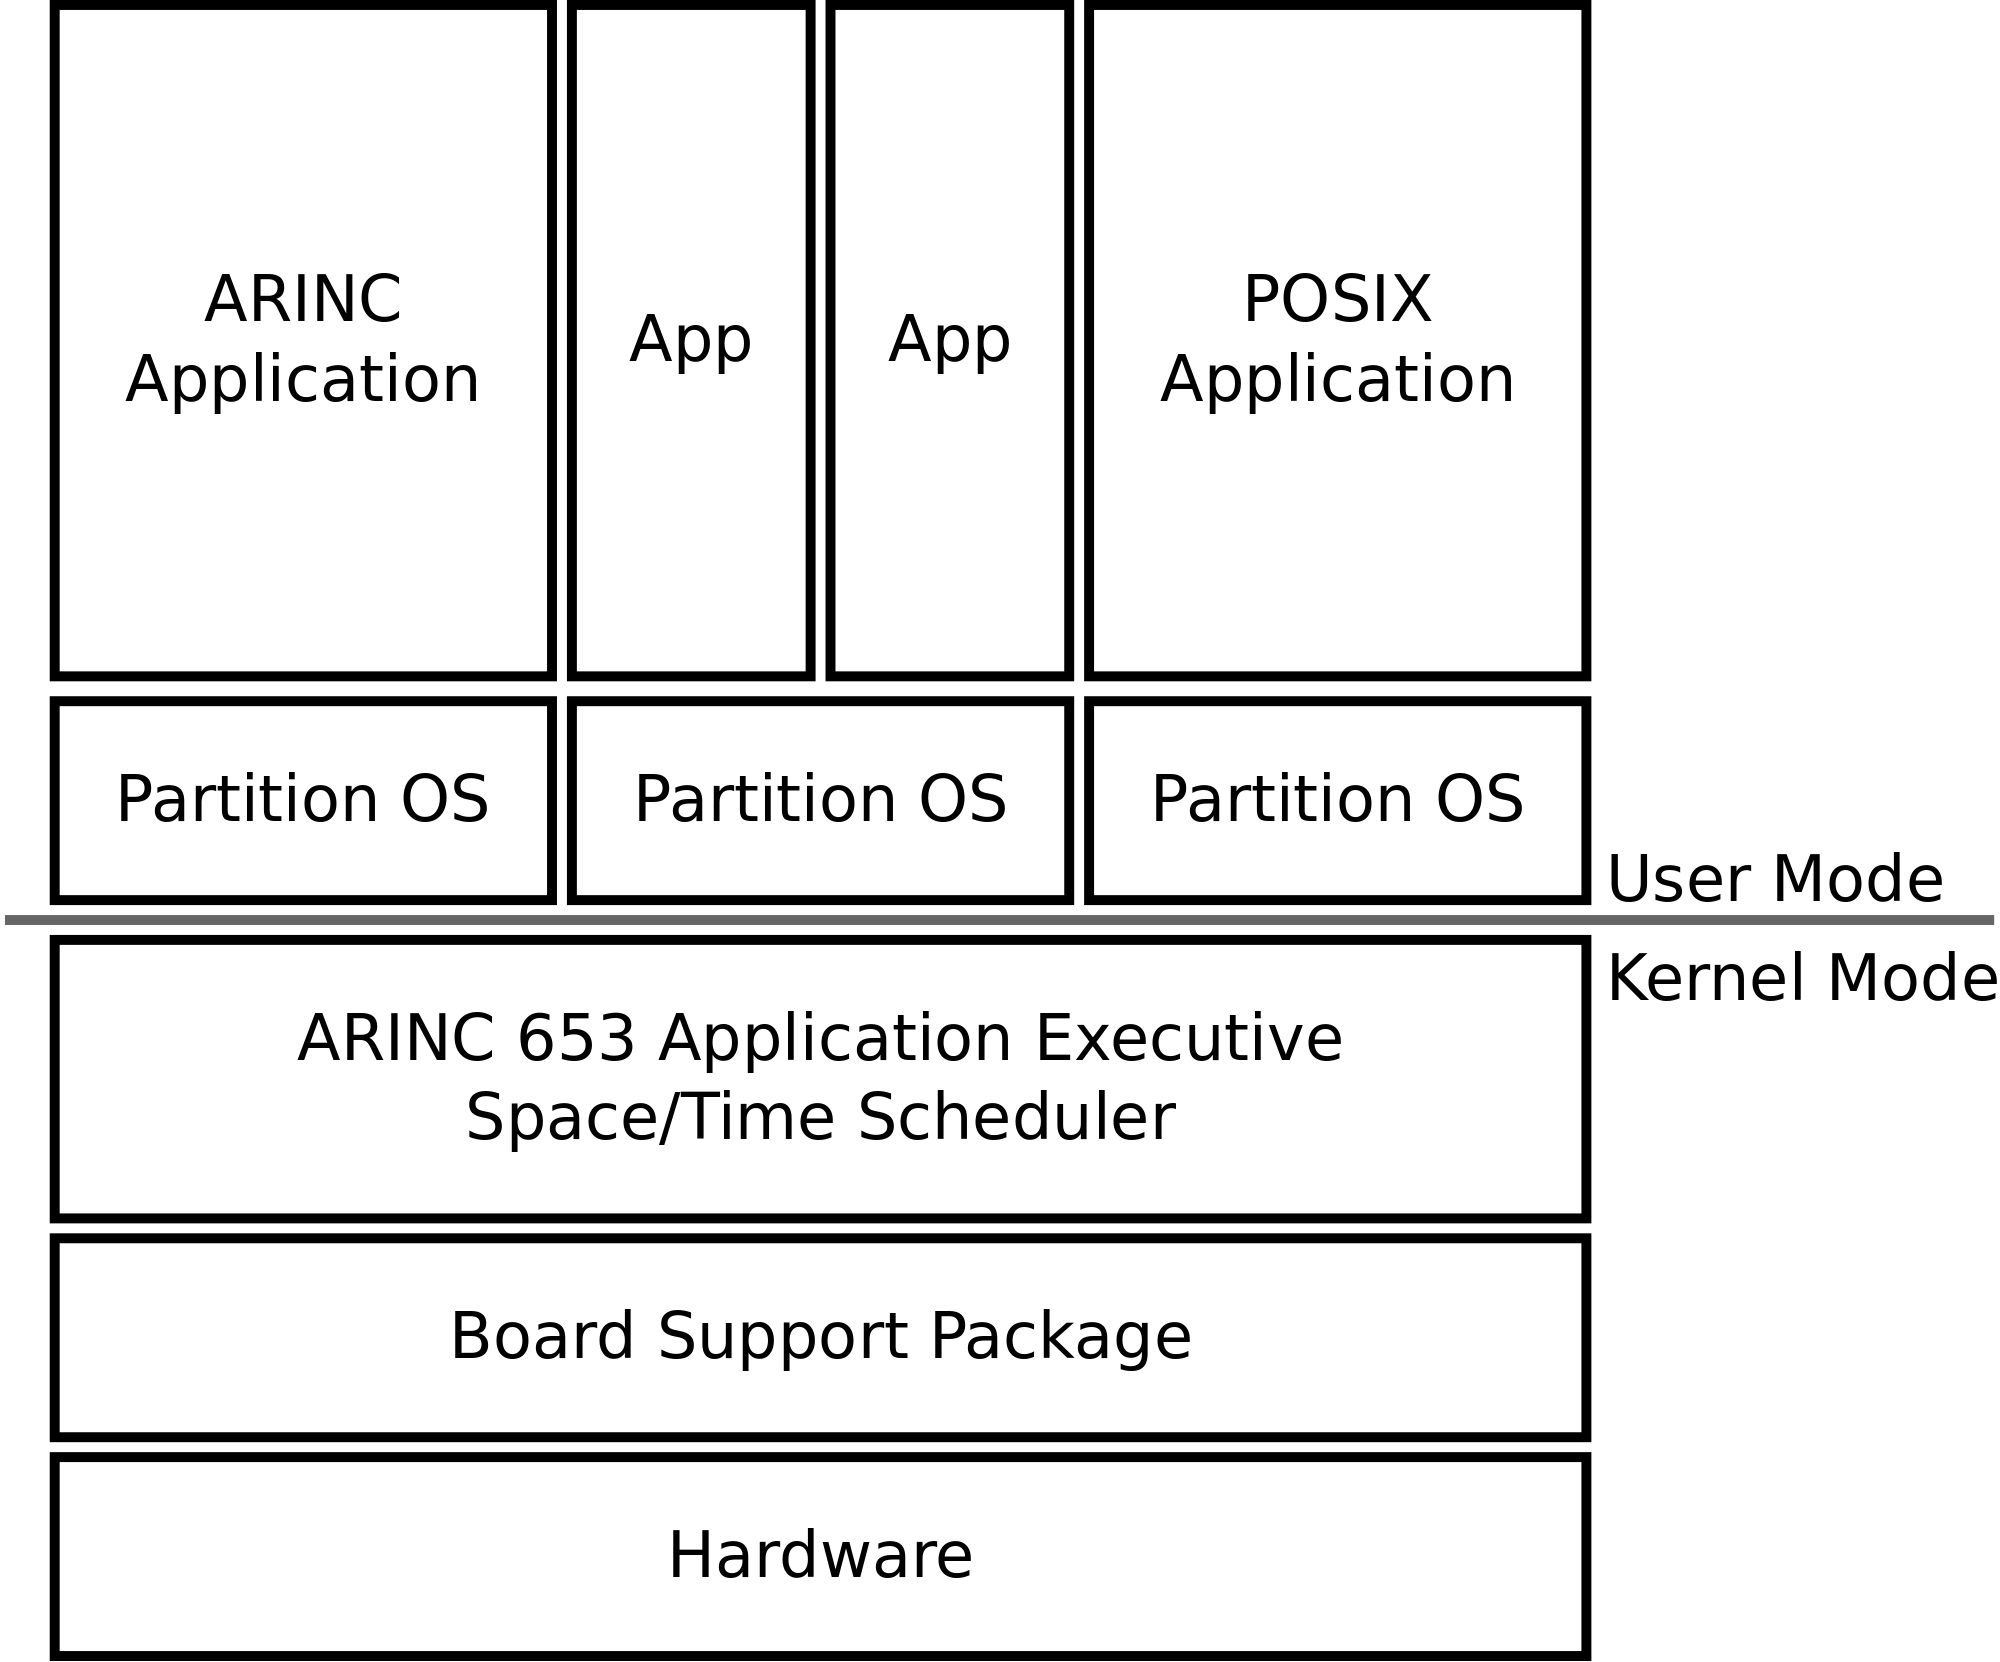 ARINC
Application
App
App
POSIX
Application
Partition OS
Partition OS
Partition OS
User Mode
Kernel Mode
ARINC 653 Application Executive
Space/Time Scheduler
Board Support Package
Hardware